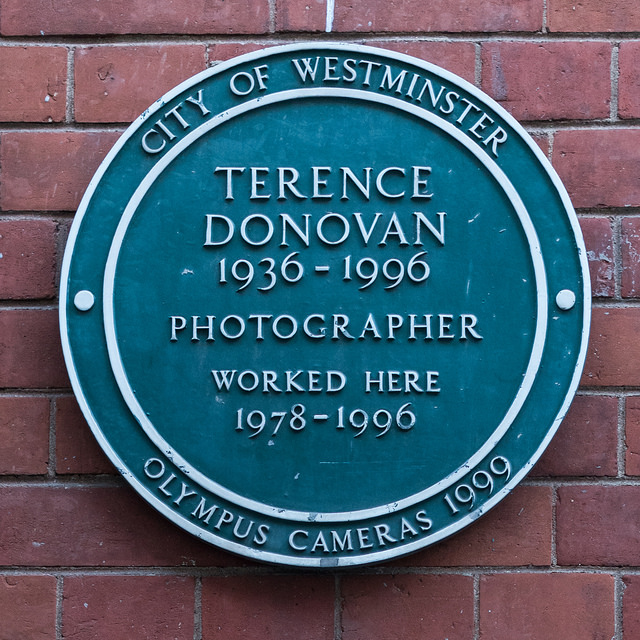 CITY OF WESTMINSTER
TERENCE
DONOVAN
1936 - 1996
PHOTOGRAPHER
WORKED HERE
1978 - 1996
OLYMPUS CAMERAS 1999